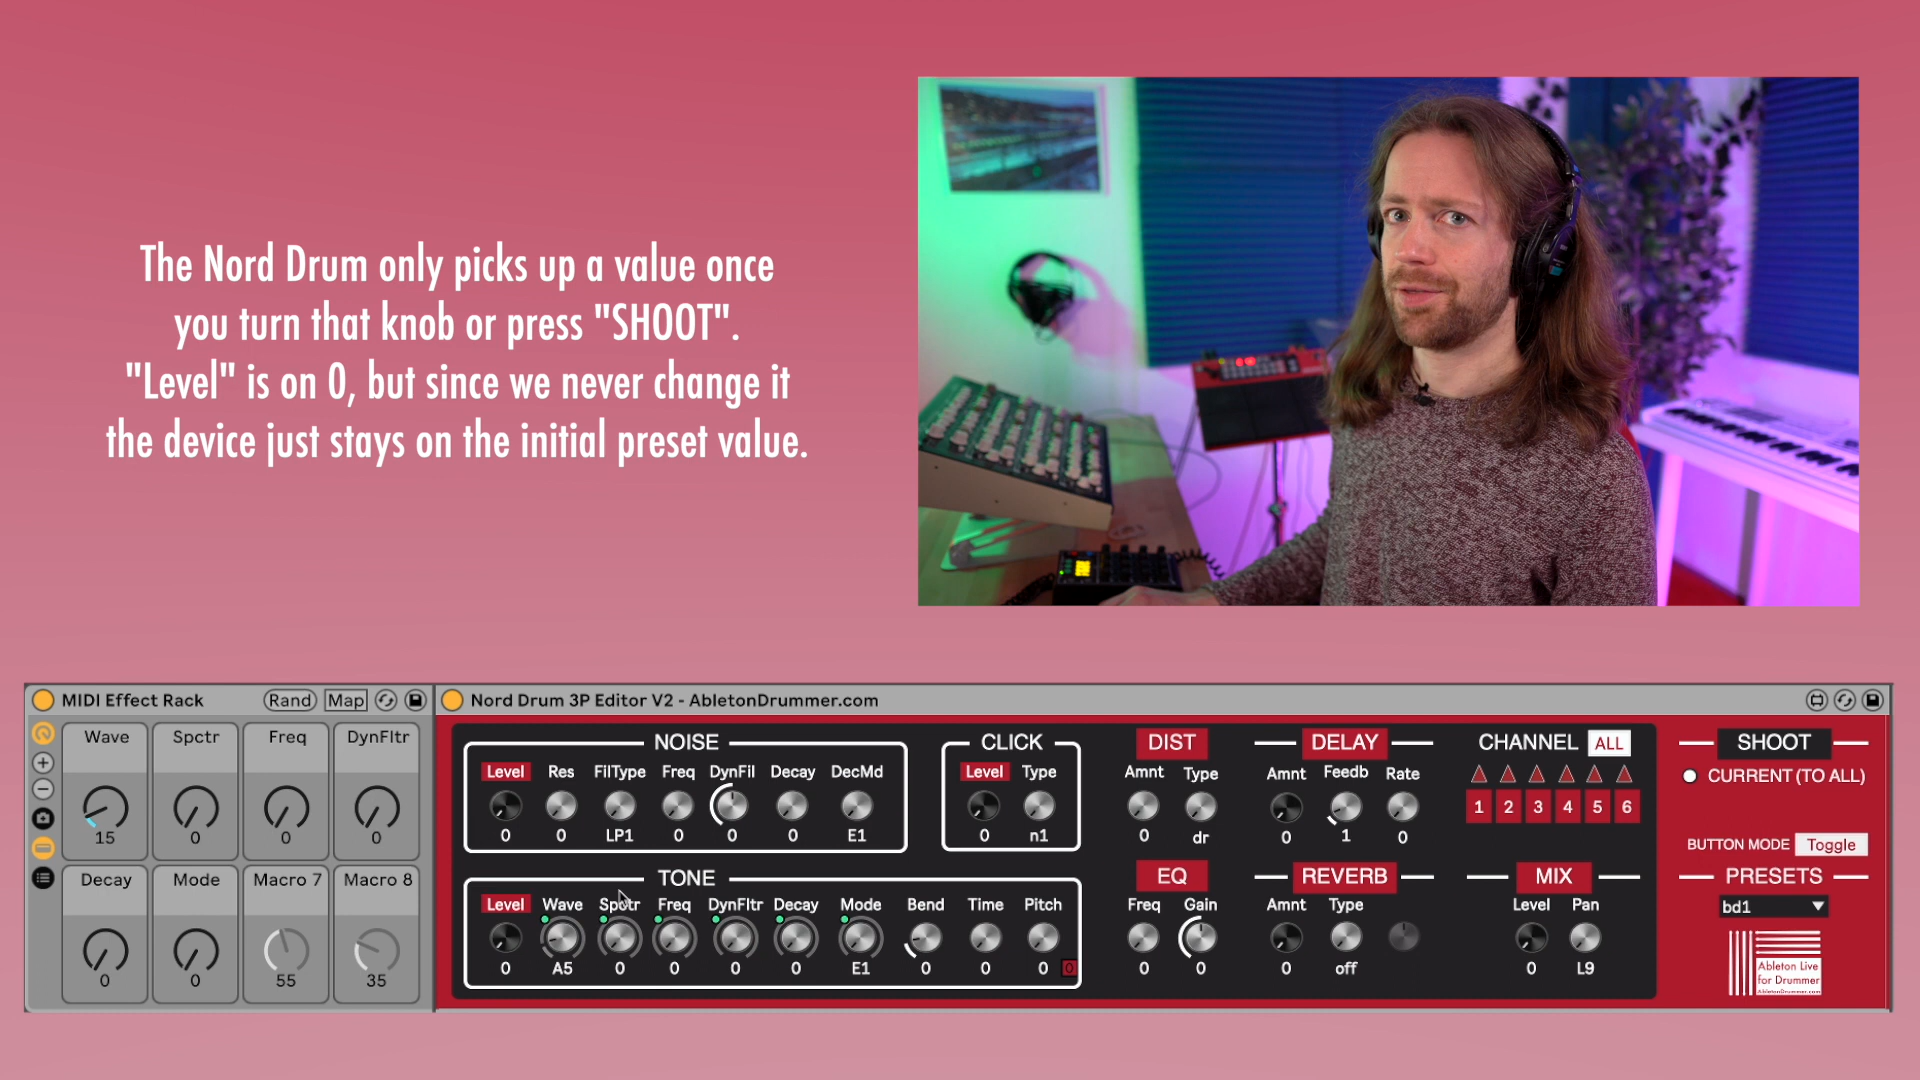 The Nord Drum only picks up a value once
you turn that knob or press "SHOOT".
"Level" is on 0, but since we never change it
the device just stays on the initial preset value.
MIDI Effect Rack Rand Map
Wave Spctr Freq DynFltr
15 0 0 0
Decay Mode Macro 7 Macro 8
0 0 55 35
Nord Drum 3P Editor V2 - AbletonDrummer.com
NOISE
Level Res FilType Freq DynFil Decay DecMd
0 0 LP1 0 0 0 E1
CLICK
Level Type
0 n1
TONE
Level Wave Spctr Freq DynFltr Decay Mode Bend Time Pitch
0 A5 0 0 0 0 E1 0 0 0 0
DIST
Amnt Type
0 dr
DELAY
Amnt Feedb Rate
0 1 0
EQ
Freq Gain
0 0
REVERB
Amnt Type
0 off
CHANNEL ALL
1 2 3 4 5 6
MIX
Level Pan
0 L9
SHOOT
CURRENT (TO ALL)
BUTTON MODE Toggle
PRESETS
bd1
Ableton Live
for Drummer
AbletonDrummer.com